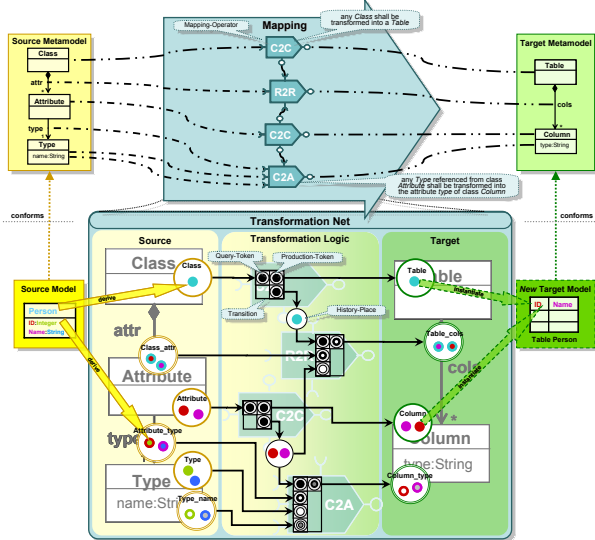 Mapping
any Class shall be
transformed into a Table
Mapping-Operator
Source Metamodel
Class
attr
*
Attribute
type
1
Type
name:String
C2C
R2R
C2C
C2A
any Type referenced from class
Attribute shall be transformed into
the attribute type of class Column
Target Metamodel
Table
cols
*
Column
type:String
conforms
conforms
Transformation Net
Source
Transformation Logic
Target
Query-Token
Production-Token
Transition
History-Place
Class
Class
attr
Class_attr
Attribute
Attribute
type
Attribute_type
Type
Type
name:String
Type_name
C2C
C2A
Table
Table_cols
cols
*
Column
Column
type:String
Column_type
Source Model
Person
ID:Integer
Name:String
derive
derive
New Target Model
ID
Name
Table Person
instantiate
instantiate